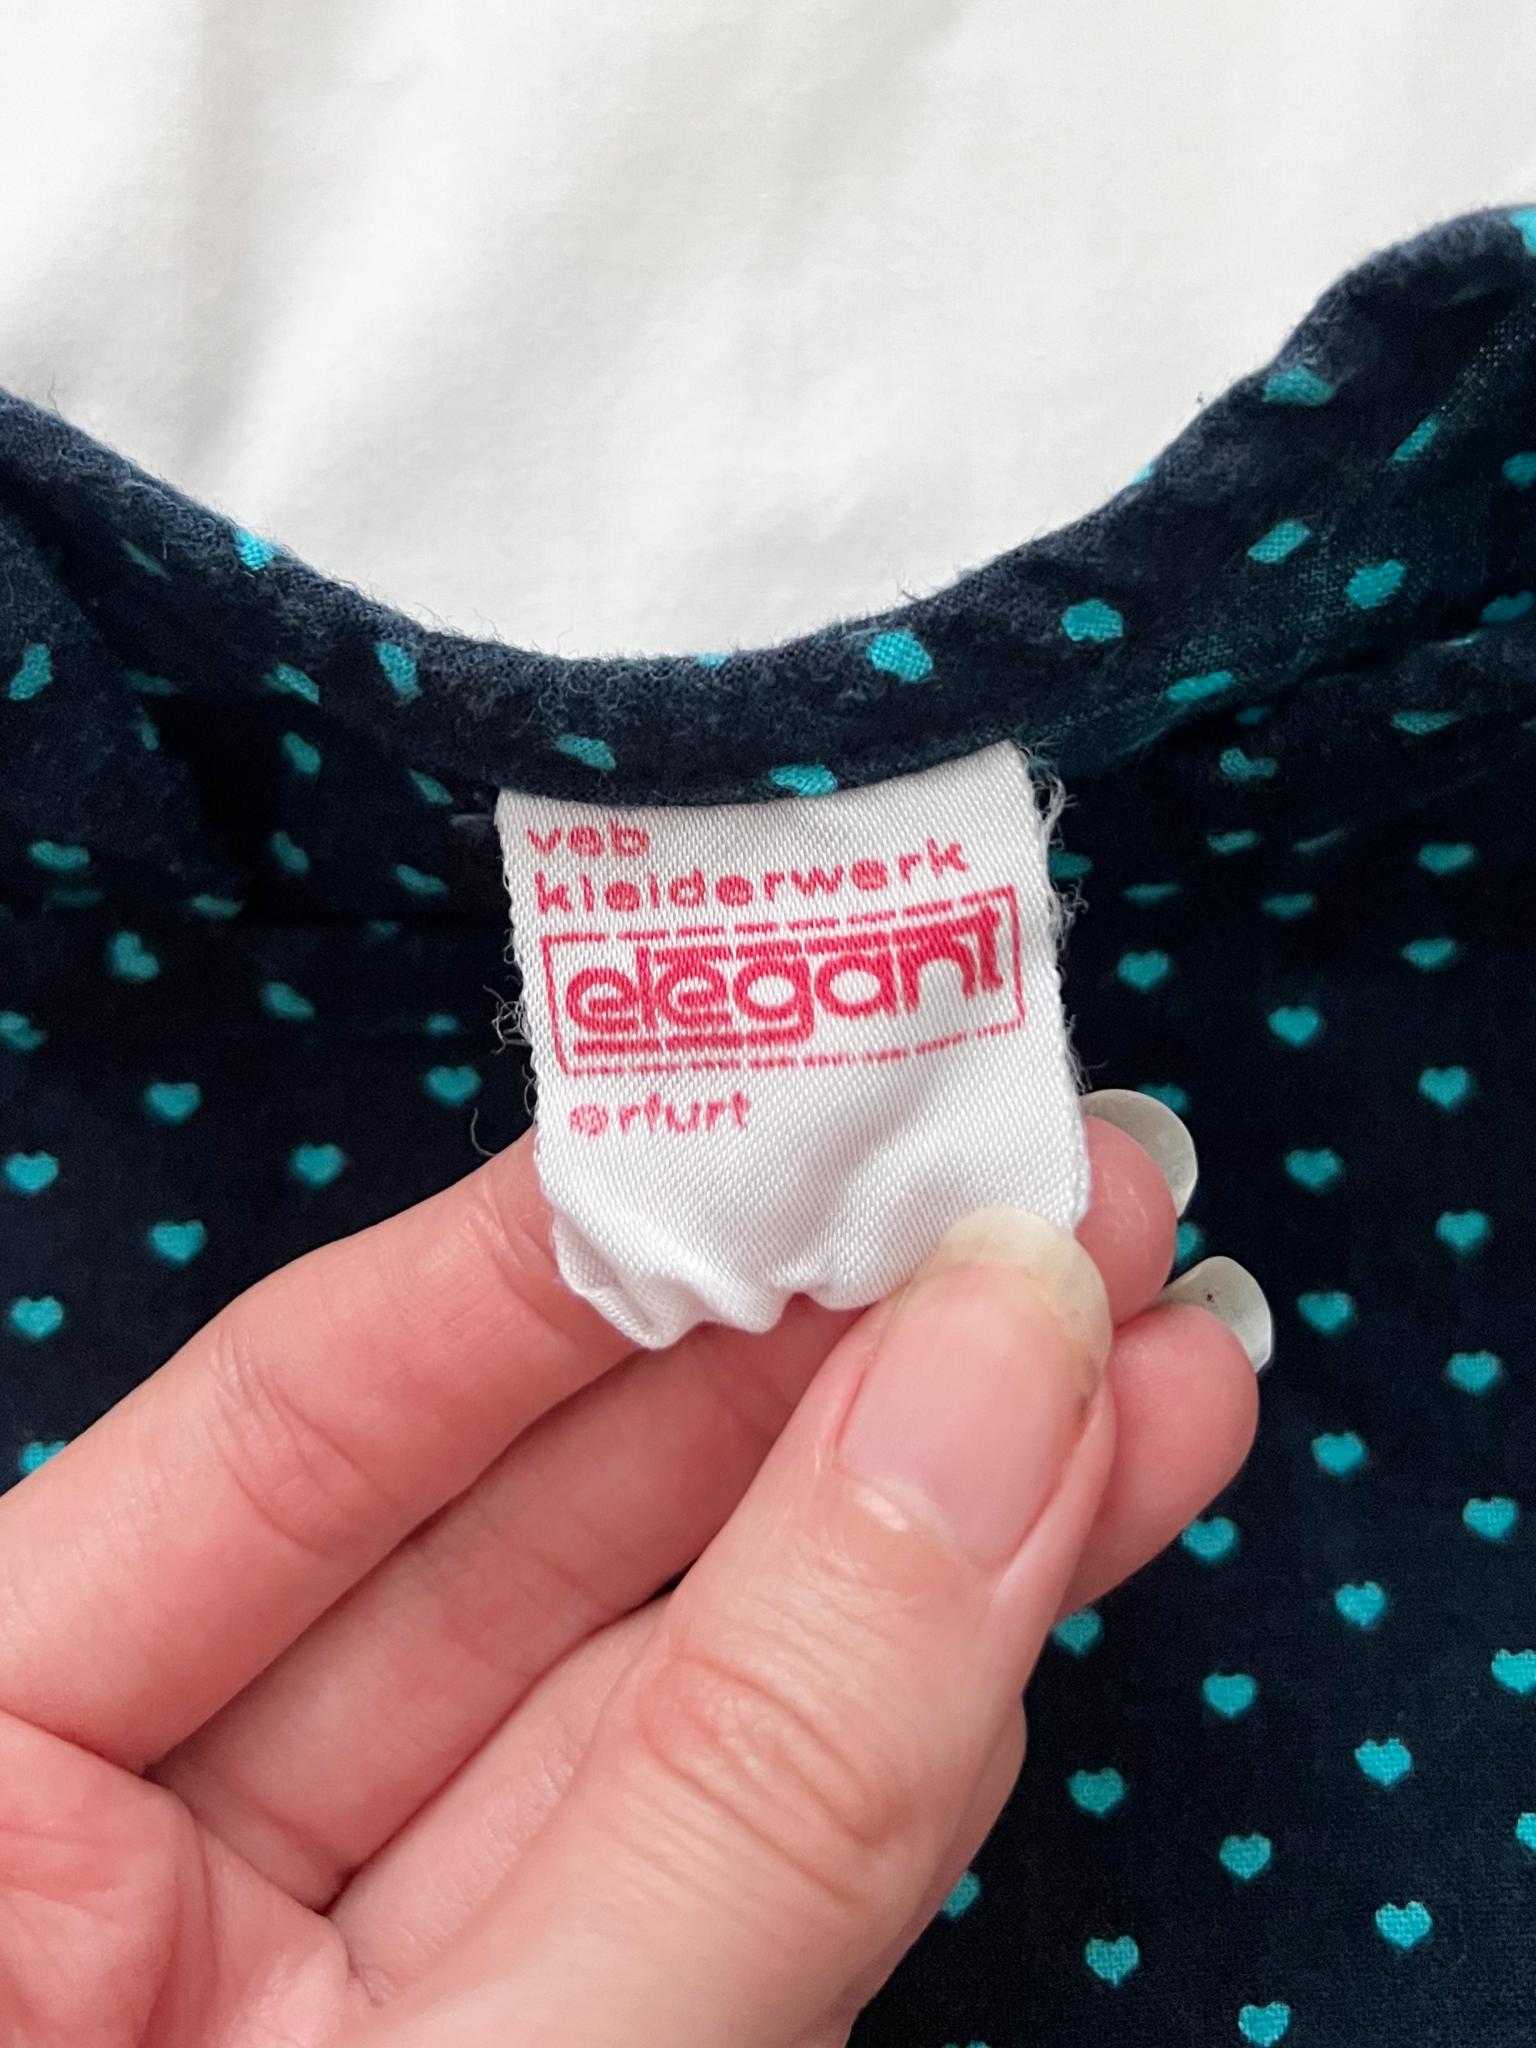 veb
kleiderwerk
elegant
erfurt